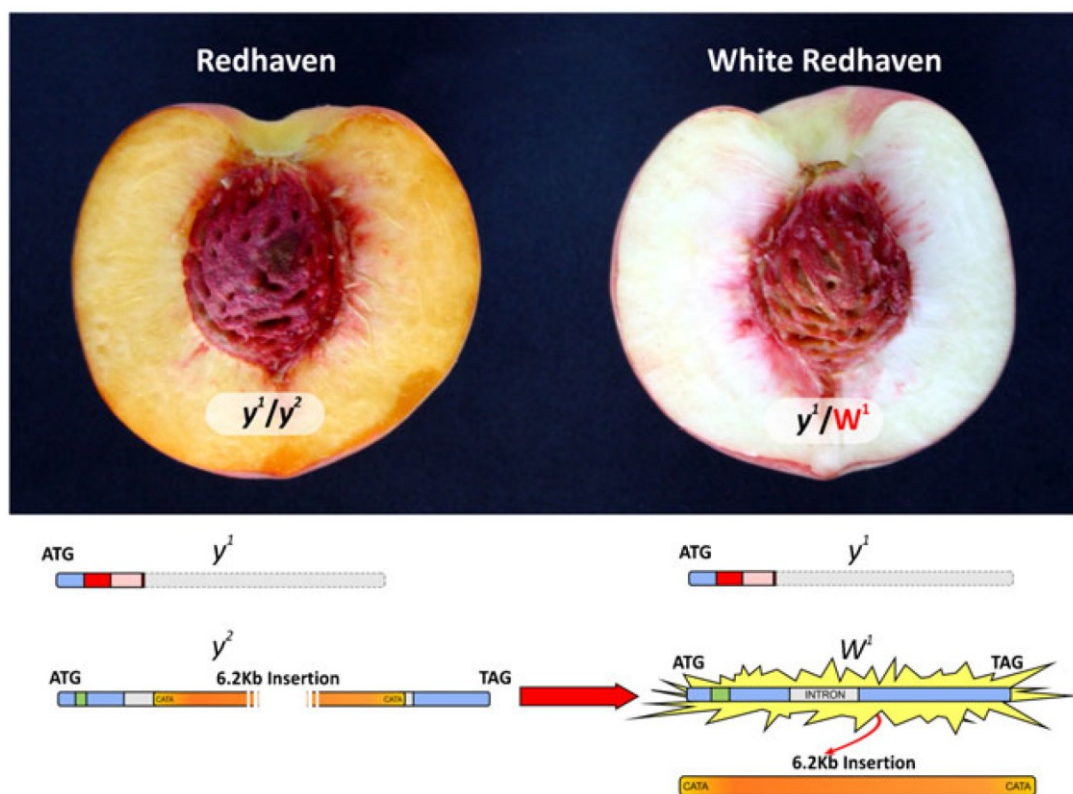 Redhaven
White Redhaven
y¹/y²
y¹/W¹
ATG
y¹
ATG
y¹
ATG
y²
6.2Kb Insertion
TAG
CATA
CATA
ATG
W¹
TAG
INTRON
6.2Kb Insertion
CATA
CATA